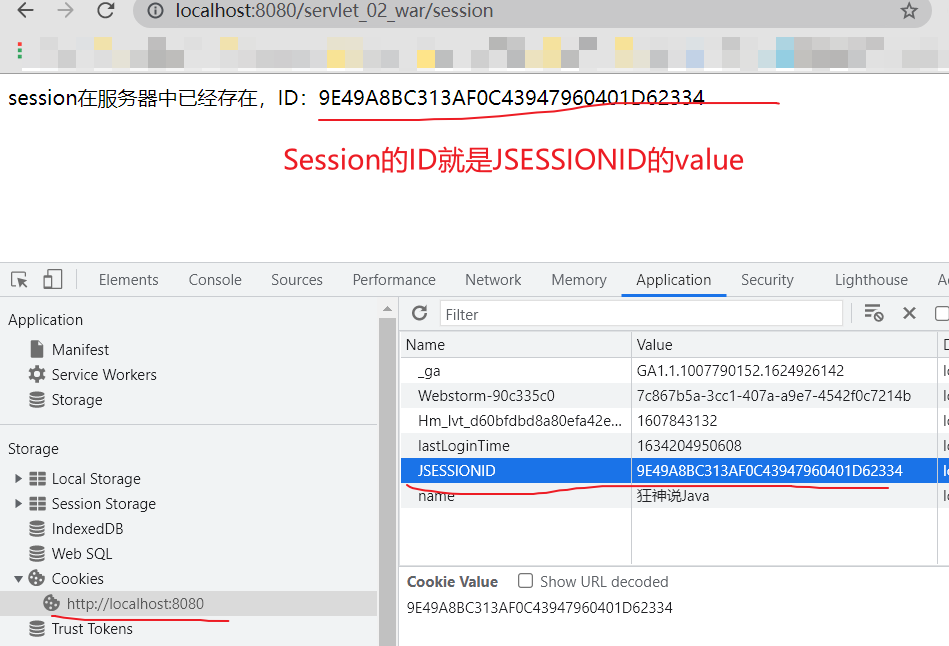 localhost:8080/servlet_02_war/session
session在服务器中已经存在，ID：9E49A8BC313AF0C43947960401D62334
Session的ID就是JSESSIONID的value
Elements Console Sources Performance Network Memory Application Security Lighthouse
Application
Manifest
Service Workers
Storage
Storage
Local Storage
Session Storage
IndexedDB
Web SQL
Cookies
http://localhost:8080
Trust Tokens
Filter
Name Value
_ga GA1.1.1007790152.1624926142
Webstorm-90c335c0 7c867b5a-3cc1-407a-a9e7-4542f0c7214b
Hm_lvt_d60bfdbd8a80efa42e... 1607843132
lastLoginTime 1634204950608
JSESSIONID 9E49A8BC313AF0C43947960401D62334
name 狂神说Java
Cookie Value Show URL decoded
9E49A8BC313AF0C43947960401D62334